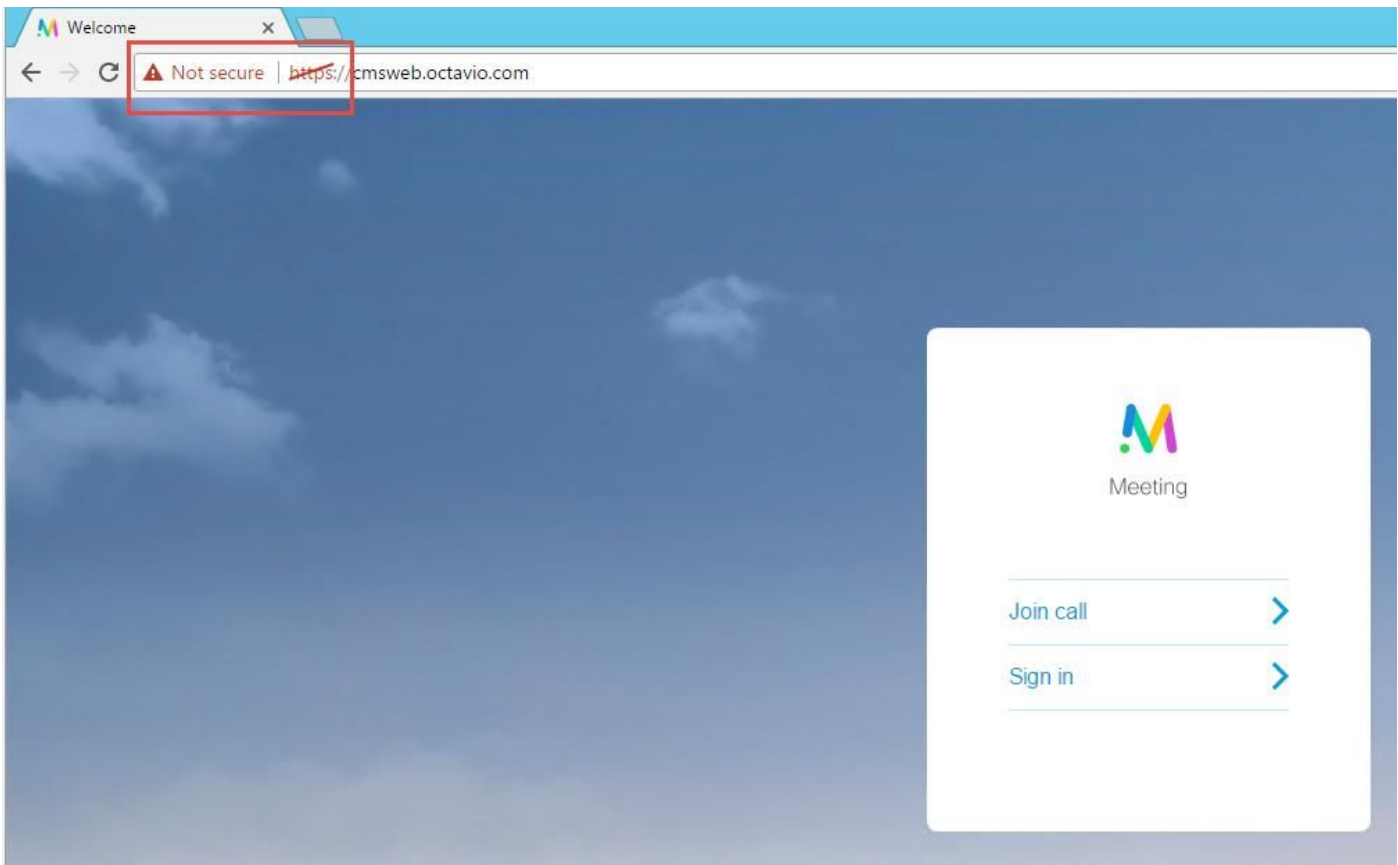 Welcome
Not secure | https://cmsweb.octavio.com
Meeting
Join call
Sign in